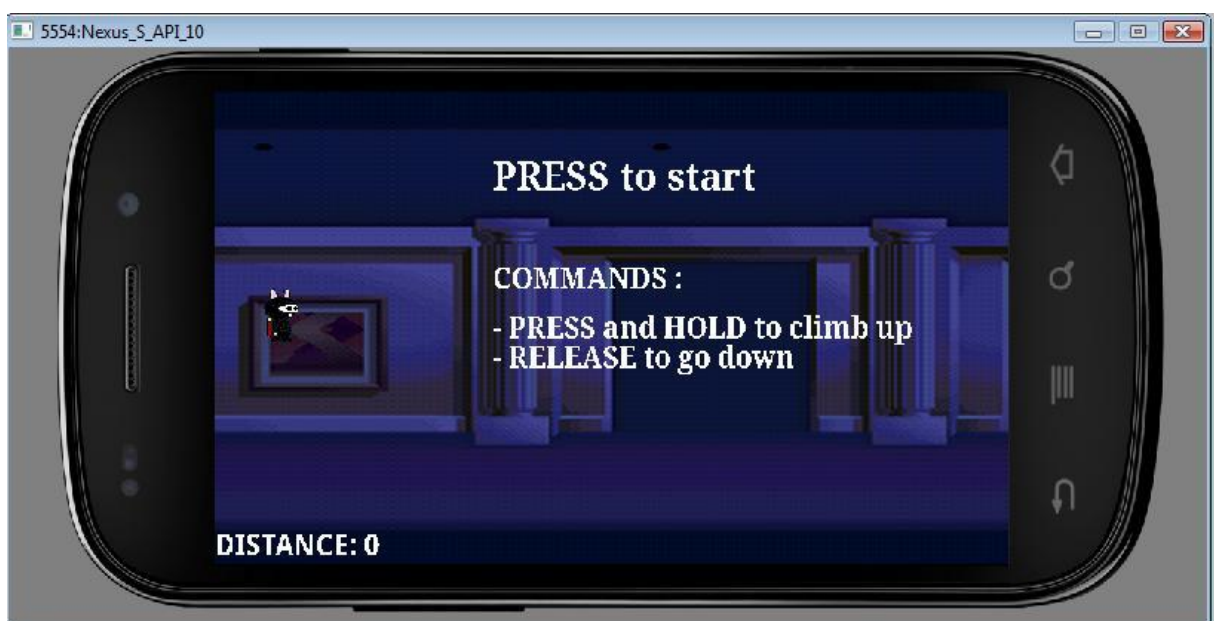 5554:Nexus_S_API_10
PRESS to start
COMMANDS :
- PRESS and HOLD to climb up
- RELEASE to go down
DISTANCE: 0